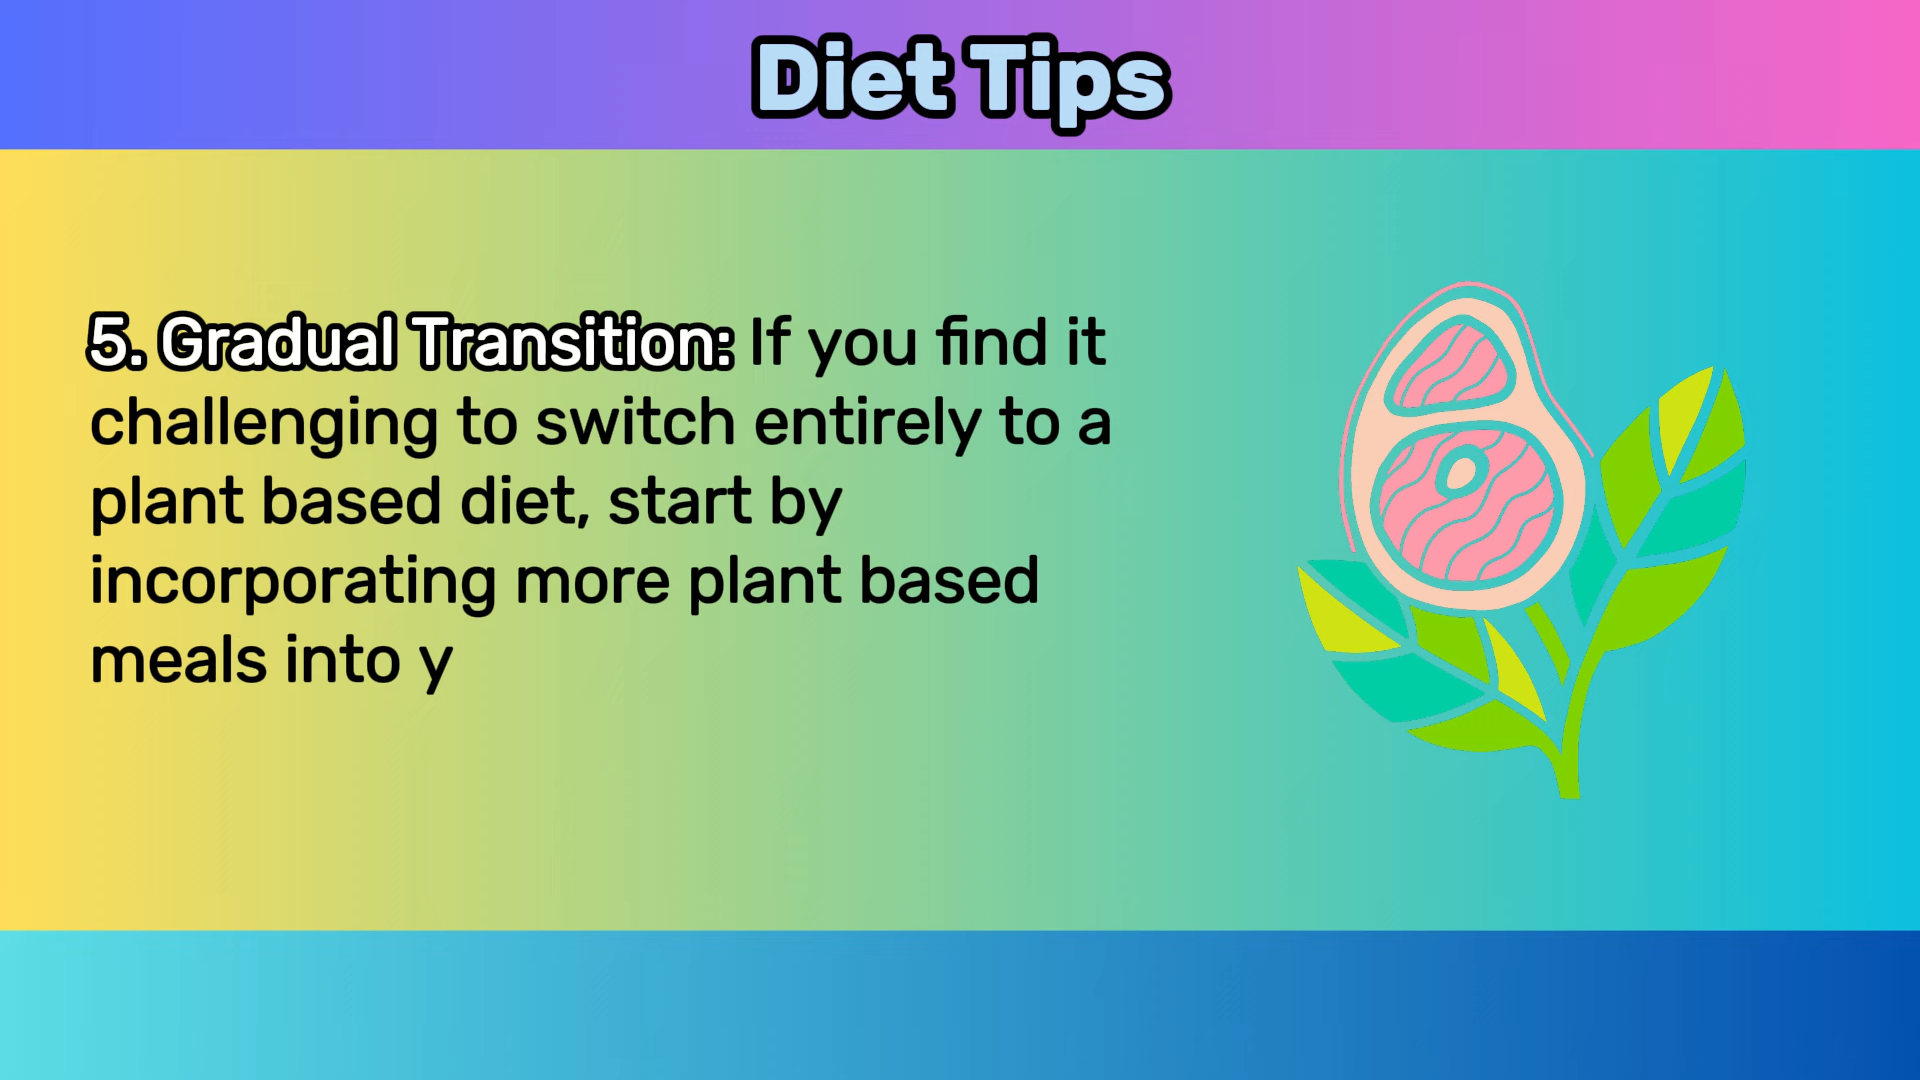 Diet Tips
5. Gradual Transition: If you find it
challenging to switch entirely to a
plant based diet, start by
incorporating more plant based
meals into y